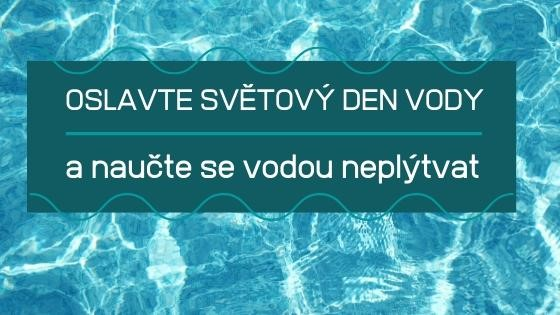 OSLAVTE SVĚTOVÝ DEN VODY
a naučte se vodou neplýtvat